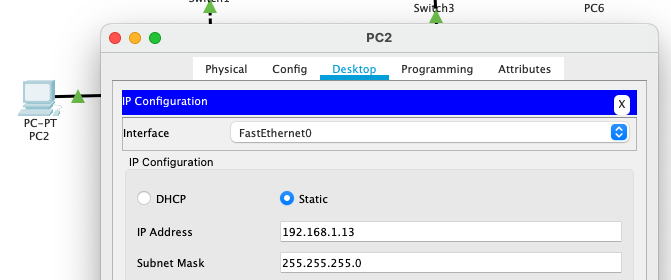 Switch1
Switch3
PC6
PC2
Physical Config Desktop Programming Attributes
IP Configuration
X
Interface
FastEthernet0
IP Configuration
DHCP
Static
IP Address
192.168.1.13
Subnet Mask
255.255.255.0
PC-PT
PC2